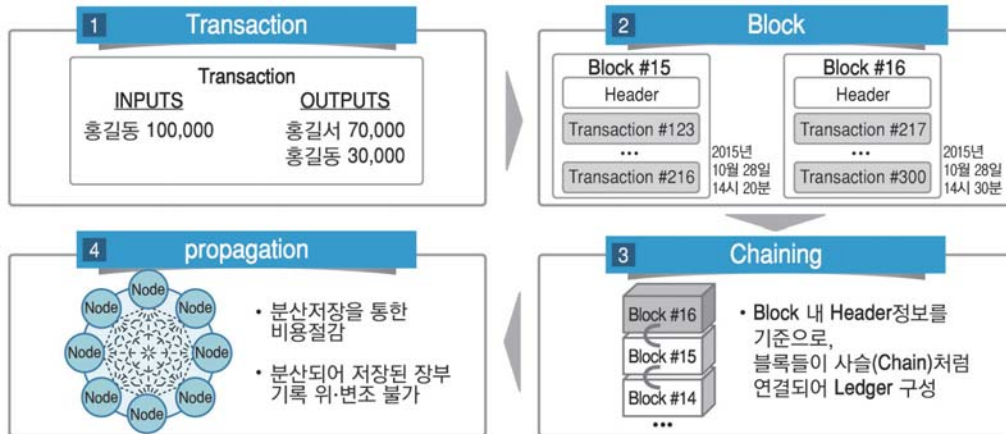 1 Transaction
Transaction
INPUTS
홍길동 100,000
OUTPUTS
홍길서 70,000
홍길동 30,000
2 Block
Block #15
Header
Transaction #123
...
Transaction #216
2015년
10월 28일
14시 20분
Block #16
Header
Transaction #217
...
Transaction #300
2015년
10월 28일
14시 30분
3 Chaining
Block #16
Block #15
Block #14
...
• Block 내 Header정보를
기준으로,
블록들이 사슬(Chain)처럼
연결되어 Ledger 구성
4 propagation
Node
Node
Node
Node
Node
Node
Node
Node
• 분산저장을 통한
비용절감
• 분산되어 저장된 장부
기록 위·변조 불가